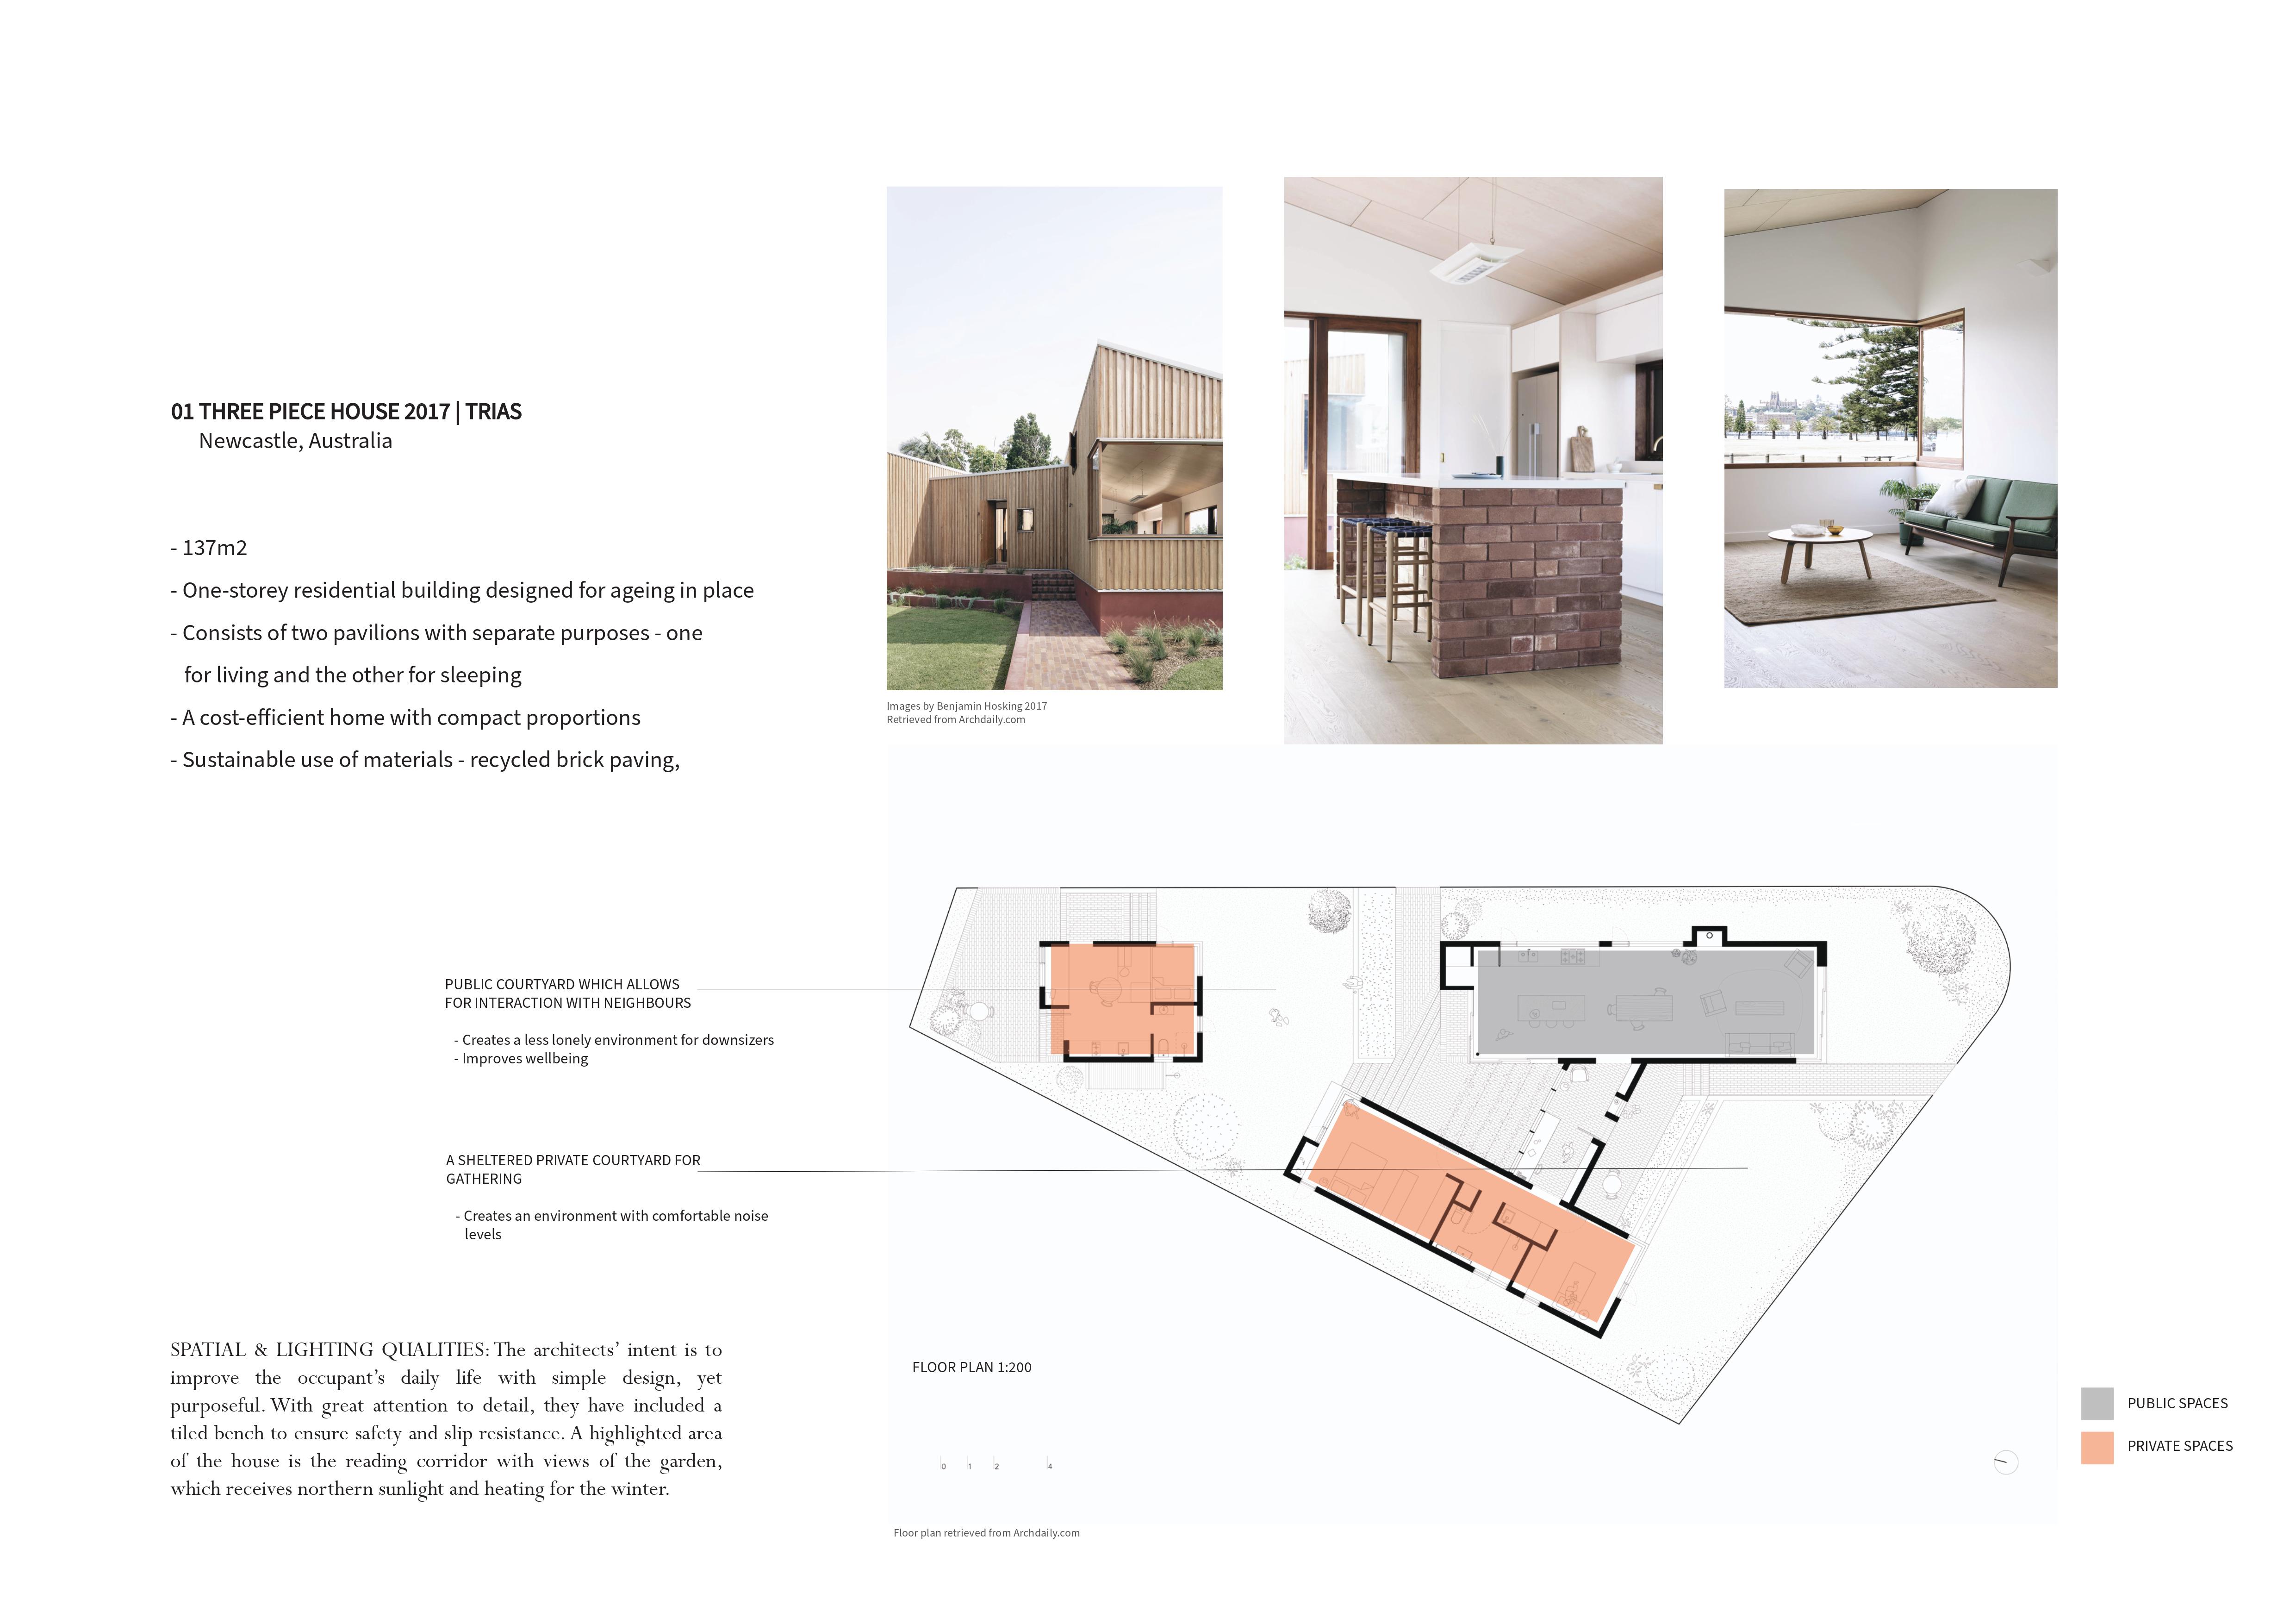 01 THREE PIECE HOUSE 2017 | TRIAS
Newcastle, Australia
- 137m2
- One-storey residential building designed for ageing in place
- Consists of two pavilions with separate purposes - one
for living and the other for sleeping
- A cost-efficient home with compact proportions
- Sustainable use of materials - recycled brick paving,
Images by Benjamin Hosking 2017
Retrieved from Archdaily.com
PUBLIC COURTYARD WHICH ALLOWS
FOR INTERACTION WITH NEIGHBOURS
- Creates a less lonely environment for downsizers
- Improves wellbeing
A SHELTERED PRIVATE COURTYARD FOR
GATHERING
- Creates an environment with comfortable noise
levels
SPATIAL & LIGHTING QUALITIES: The architects' intent is to
improve the occupant's daily life with simple design, yet
purposeful. With great attention to detail, they have included a
tiled bench to ensure safety and slip resistance. A highlighted area
of the house is the reading corridor with views of the garden,
which receives northern sunlight and heating for the winter.
FLOOR PLAN 1:200
0 1 2 4
Floor plan retrieved from Archdaily.com
PUBLIC SPACES
PRIVATE SPACES